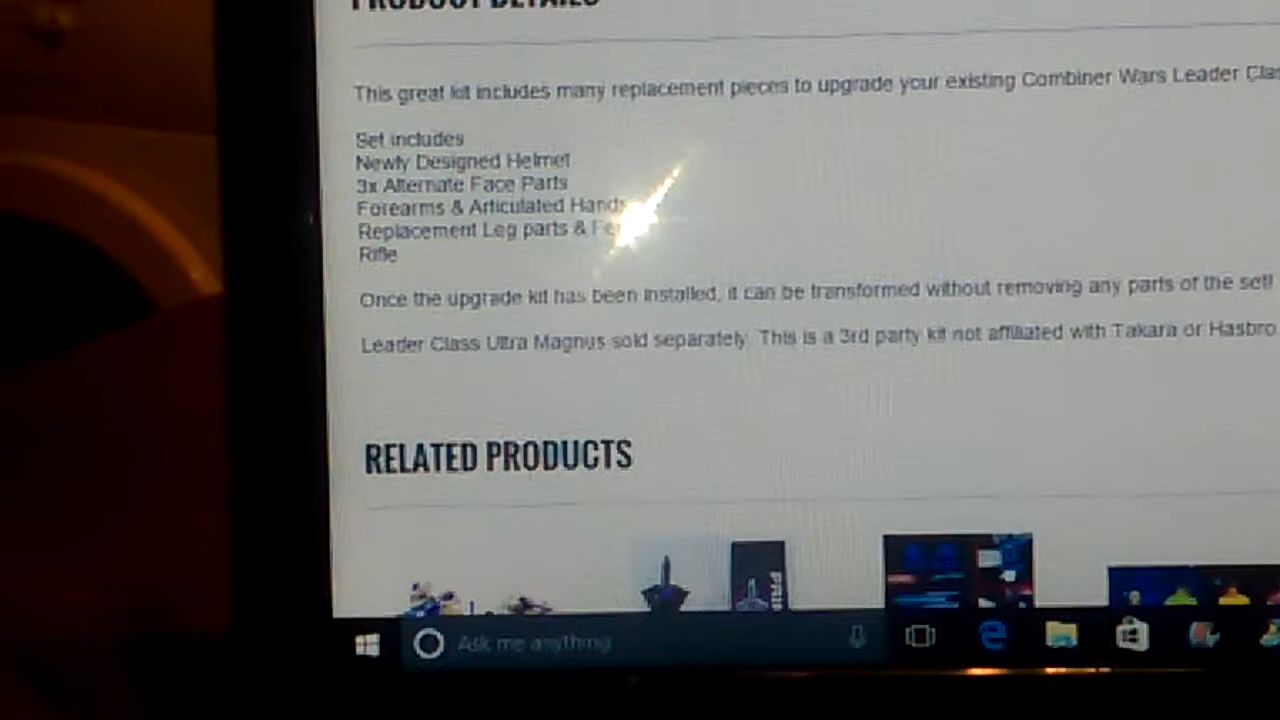 PRODUCT DETAILS
This great kit includes many replacement pieces to upgrade your existing Combiner Wars Leader
Set includes
Newly Designed Helmet
3x Alternate Face Parts
Forearms & Articulated Hands
Replacement Leg parts &
Rifle
Once the upgrade kit has been installed, it can be transformed without removing any parts of the set!
Leader Class Ultra Magnus sold separately. This is a 3rd party kit not affiliated with Takara or Hasbro
RELATED PRODUCTS
Ask me anything